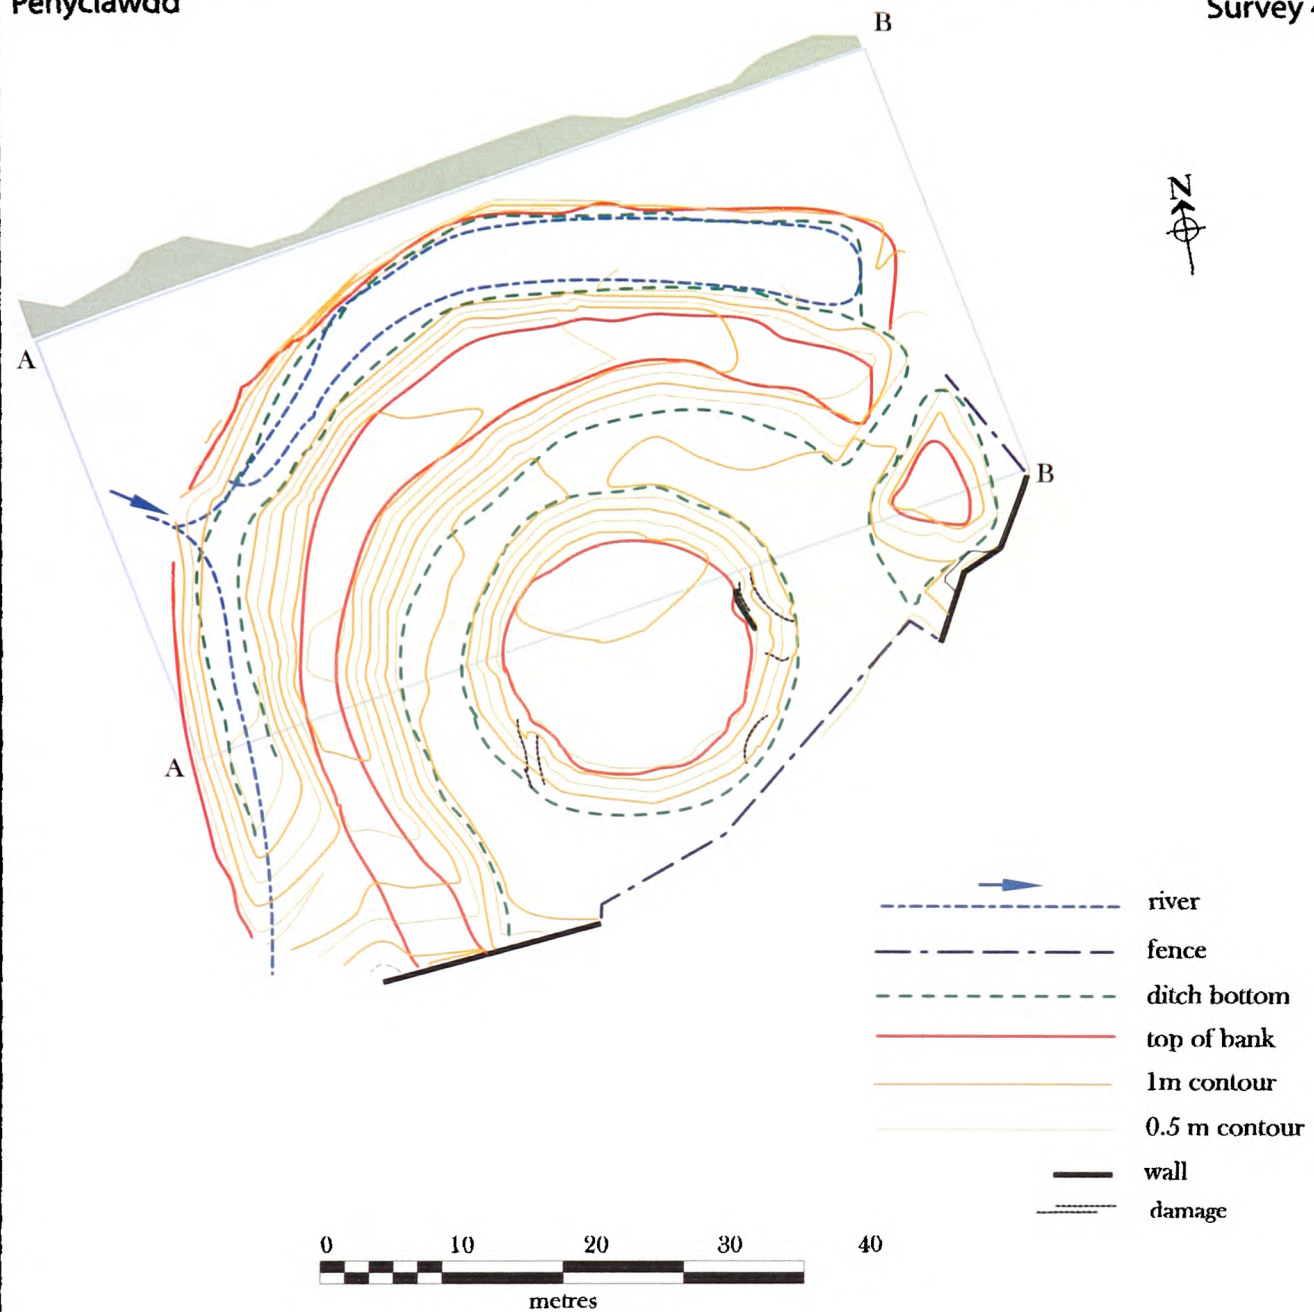 Penyclawdd
Survey
B
N
A
B
A
river
fence
ditch bottom
top of bank
1m contour
0.5 m contour
wall
damage
0 10 20 30 40
metres